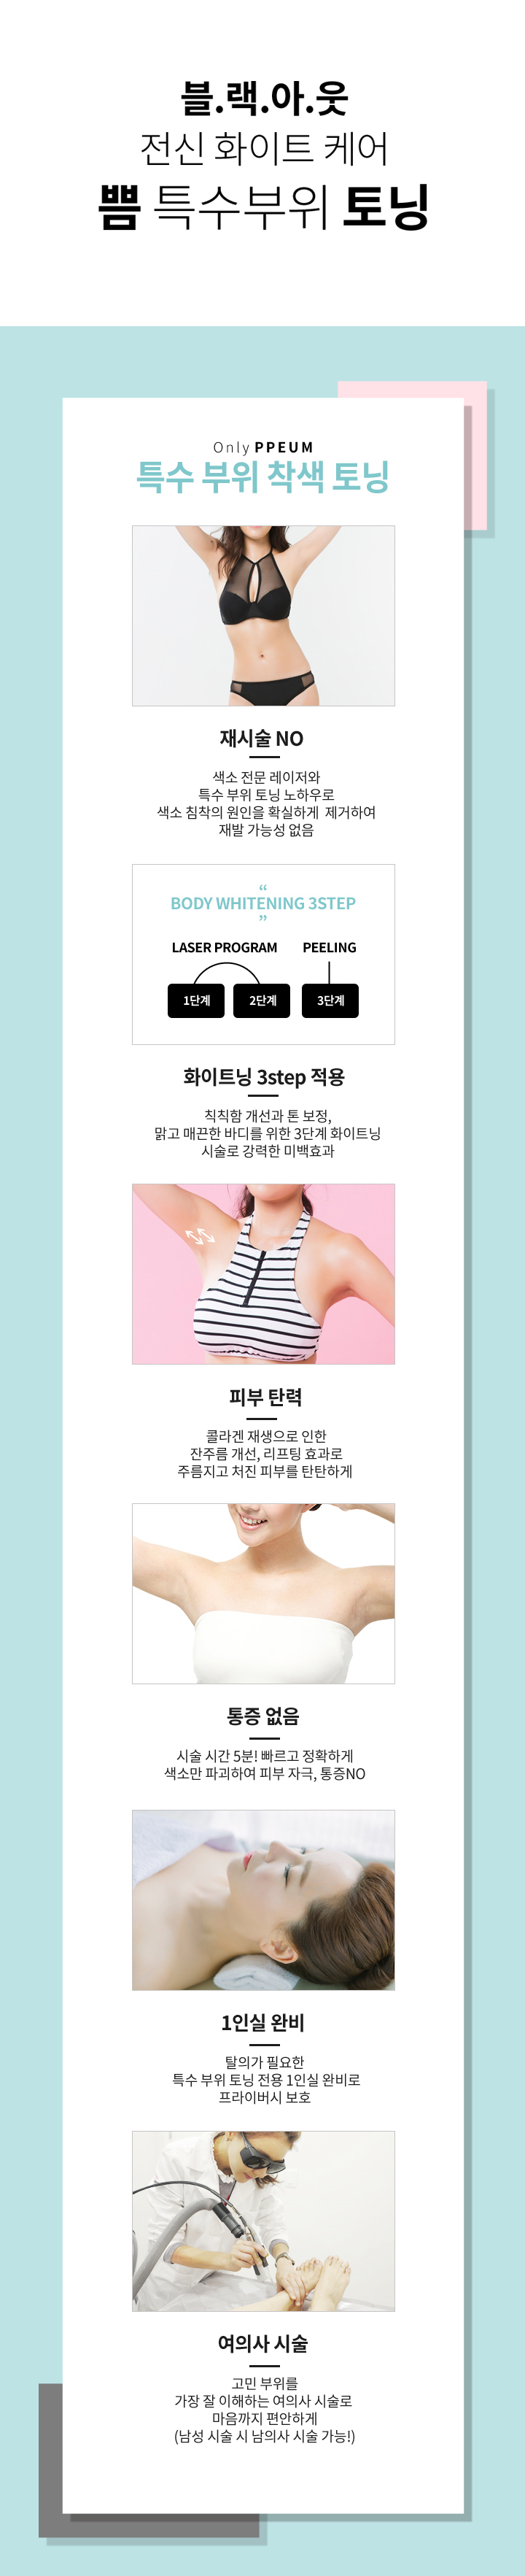 블.랙.아.웃
전신 화이트 케어
쁨 특수부위 토닝
Only PPEUM
특수 부위 착색 토닝
재시술 NO
색소 전문 레이저와
특수 부위 토닝 노하우로
색소 침착의 원인을 확실하게 제거하여
재발 가능성 없음
“
BODY WHITENING 3STEP
”
LASER PROGRAM PEELING
1단계 2단계 3단계
화이트닝 3step 적용
칙칙함 개선과 톤 보정,
맑고 매끈한 바디를 위한 3단계 화이트닝
시술로 강력한 미백효과
피부 탄력
콜라겐 재생으로 인한
잔주름 개선, 리프팅 효과로
주름지고 처진 피부를 탄탄하게
통증 없음
시술 시간 5분! 빠르고 정확하게
색소만 파괴하여 피부 자극, 통증NO
1인실 완비
탈의가 필요한
특수 부위 토닝 전용 1인실 완비로
프라이버시 보호
여의사 시술
고민 부위를
가장 잘 이해하는 여의사 시술로
마음까지 편안하게
(남성 시술 시 남의사 시술 가능!)